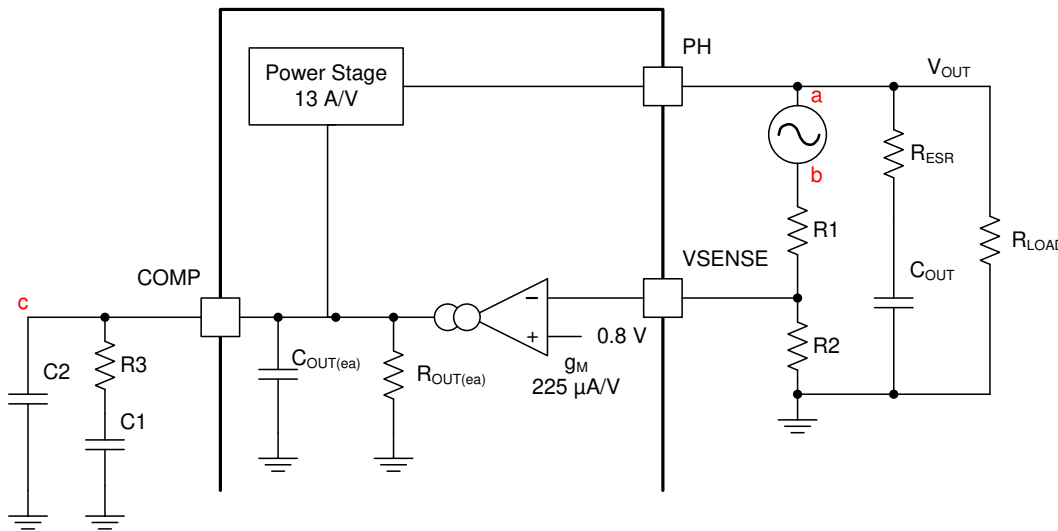 PH
Power Stage
13 A/V
VOUT
a
b
RESR
R1
RLOAD
VSENSE
COMP
COUT
c
0.8 V
R2
gM
225 µA/V
COUT(ea)
ROUT(ea)
C2
R3
C1